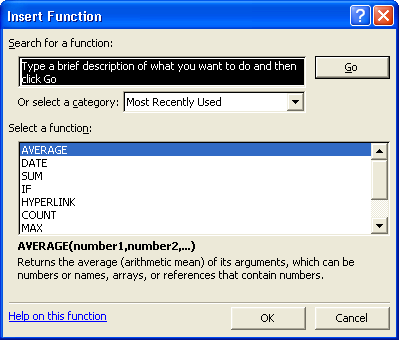 Insert Function
Search for a function:
Type a brief description of what you want to do and then
click Go
Go
Or select a category:
Most Recently Used
Select a function:
AVERAGE
DATE
SUM
IF
HYPERLINK
COUNT
MAX
AVERAGE(number1,number2,...)
Returns the average (arithmetic mean) of its arguments, which can be
numbers or names, arrays, or references that contain numbers.
Help on this function
OK
Cancel